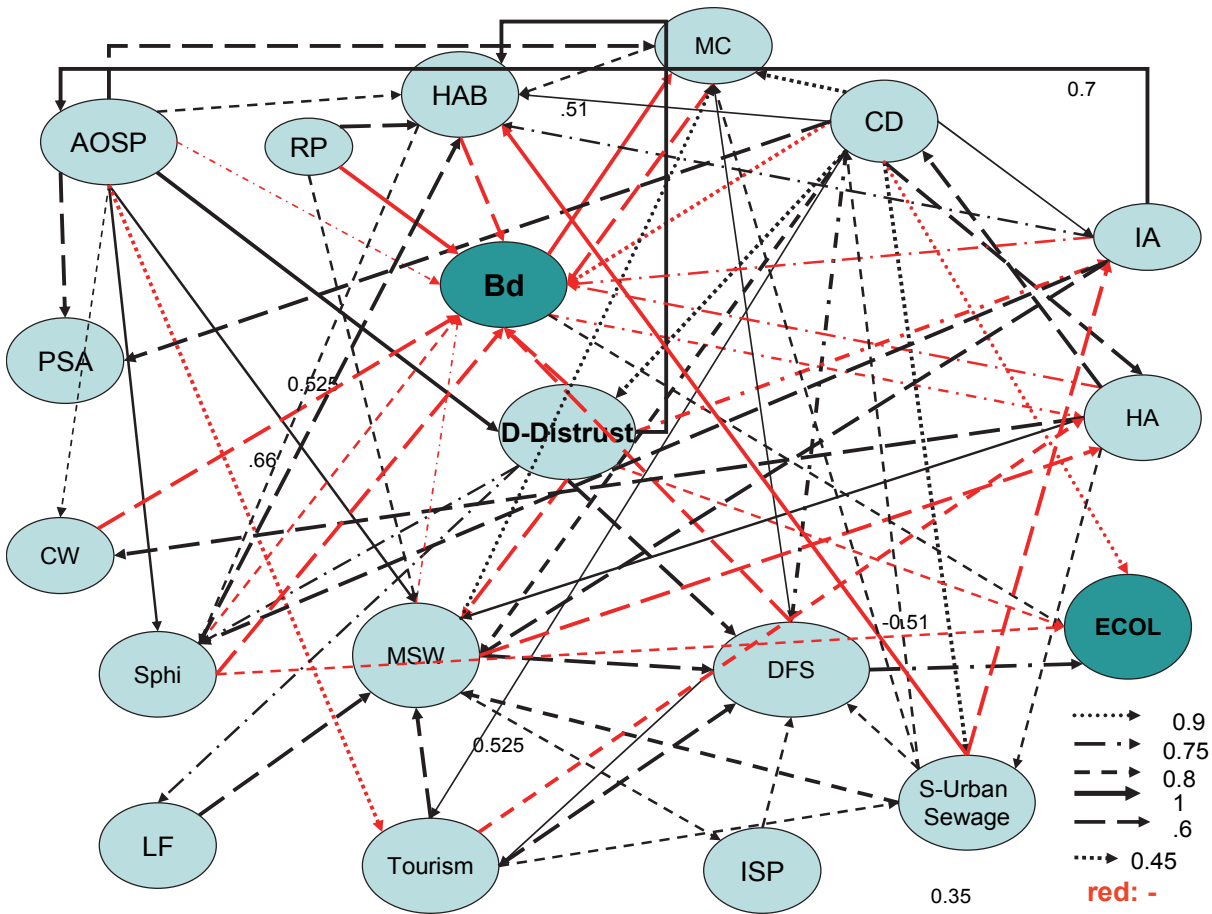 MC
HAB
0.7
.51
CD
AOSP
RP
IA
Bd
PSA
0.525
HA
D-Distrust
.66
CW
ECOL
-0.51
MSW
Sphi
DFS
0.9
0.525
0.75
0.8
S-Urban
Sewage
1
.6
LF
Tourism
ISP
0.45
0.35
red: -